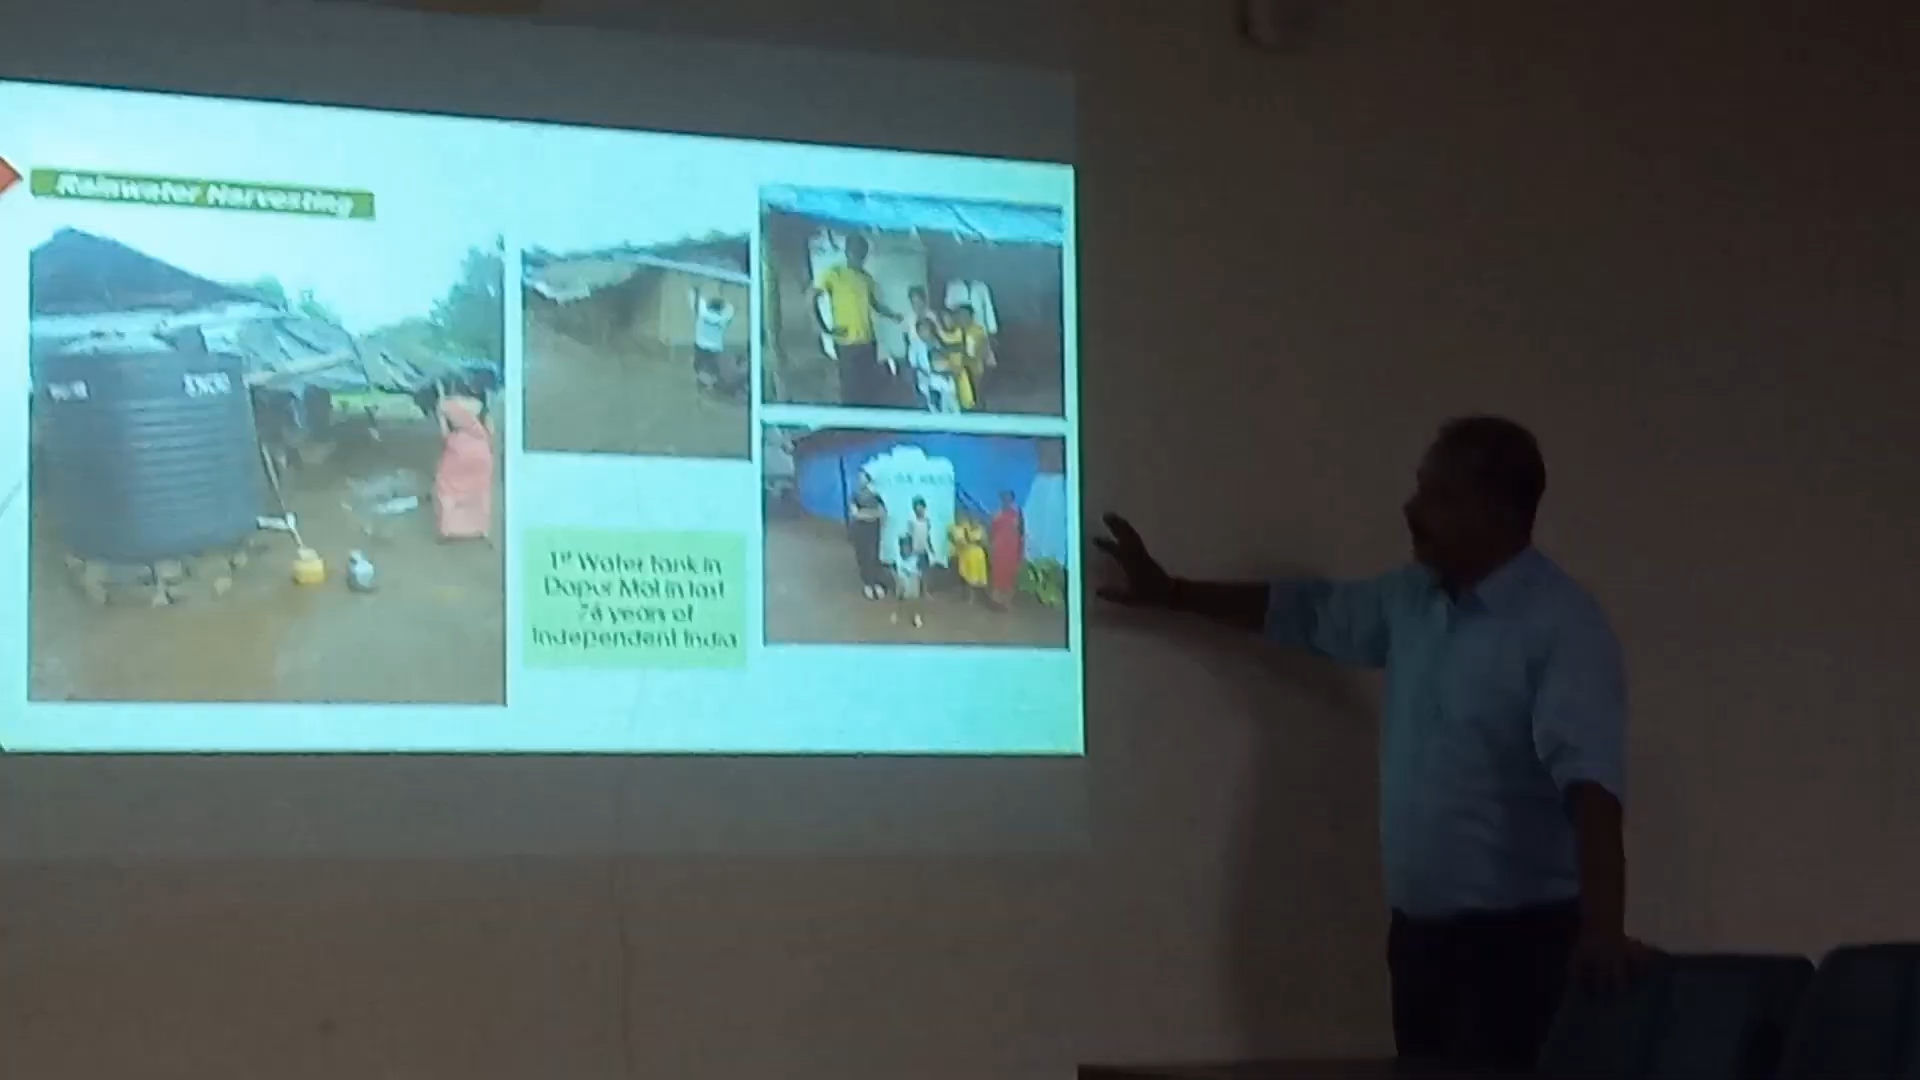 Rainwater Harvesting
1st Water tank in
Dapur Mal in last
74 years of
Independent India